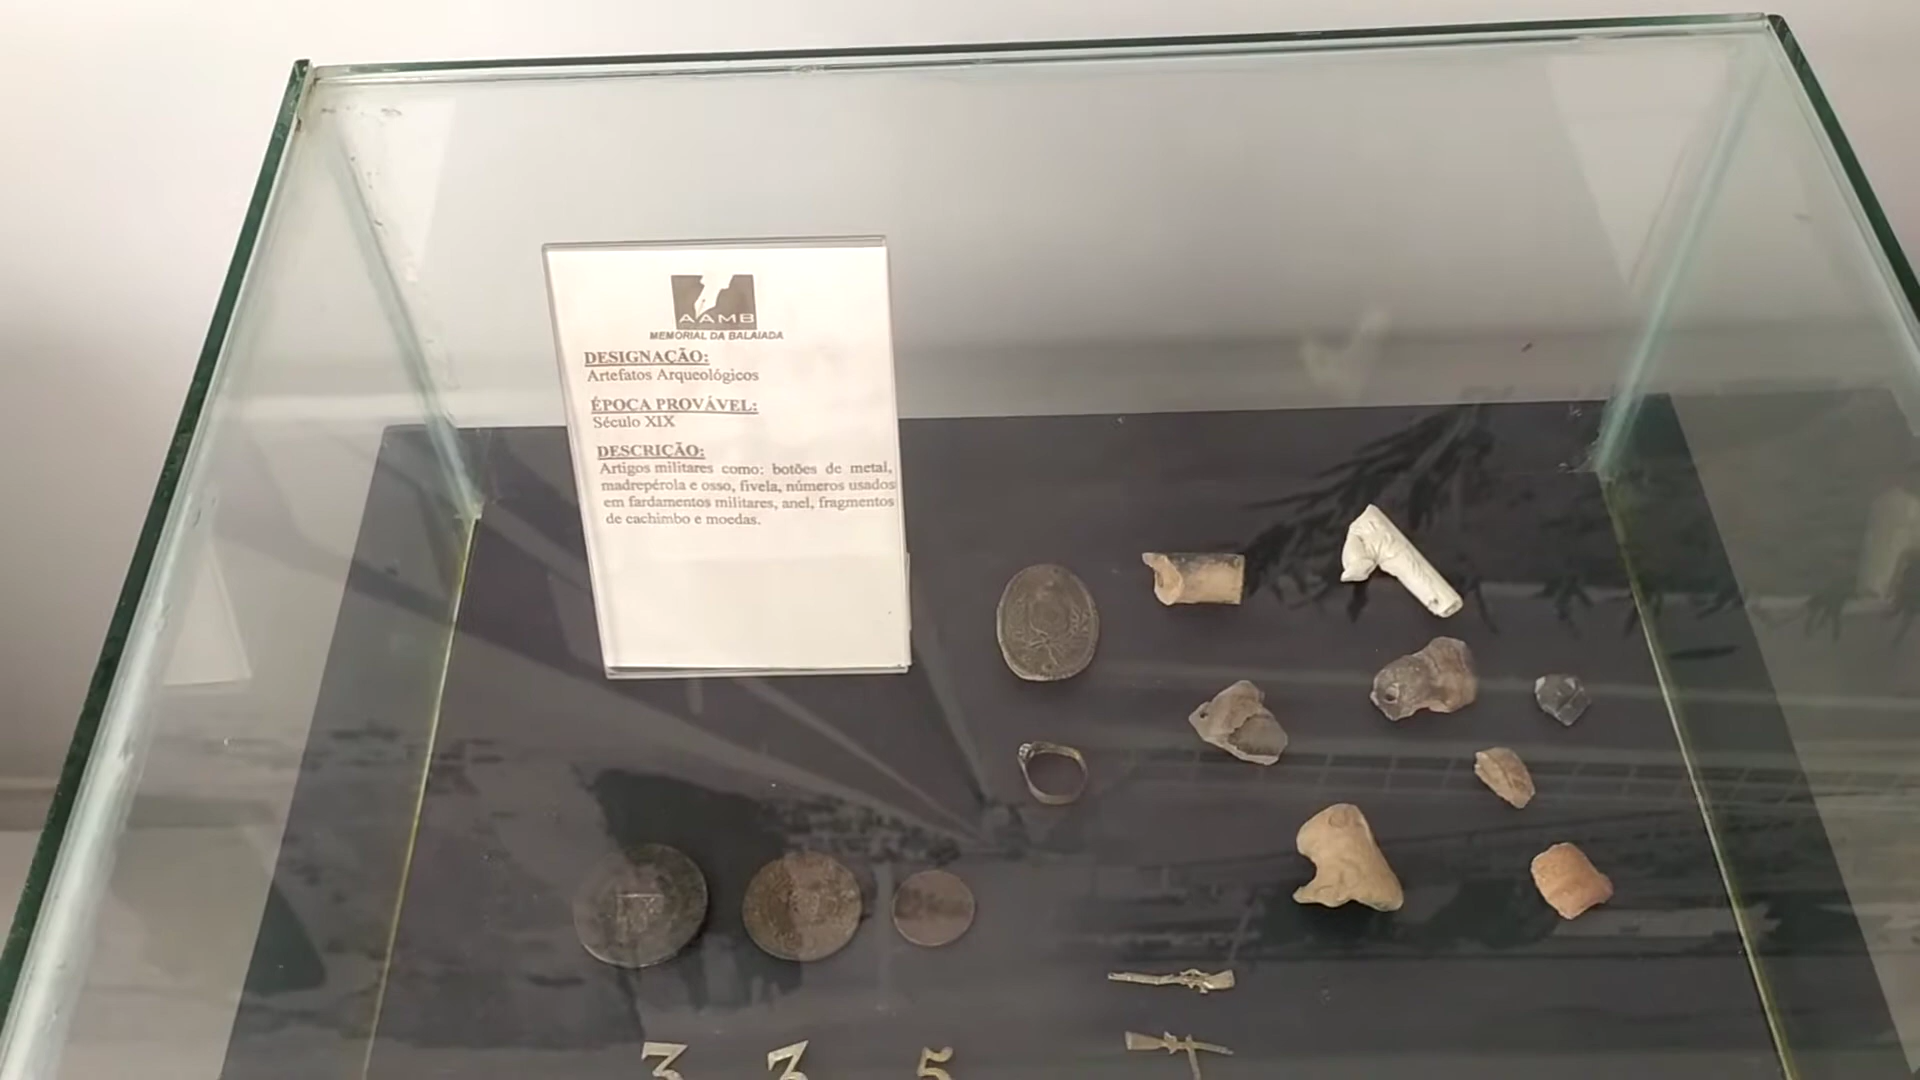 AAMB
MEMORIAL DA BALAIADA
DESIGNAÇÃO:
Artefatos Arqueológicos
ÉPOCA PROVÁVEL:
Século XIX
DESCRIÇÃO:
Artigos militares como: botões de metal,
madrepérola e osso, fivela, números usados
em fardamentos militares, anel, fragmentos
de cachimbo e moedas.
3 3 5